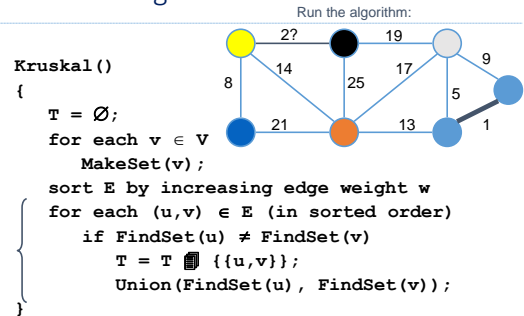 Run the algorithm:
2? 19
9
8 14 17
25 5
1
21 13
Kruskal()
{
T = ∅;
for each v ∈ V
MakeSet(v);
sort E by increasing edge weight w
for each (u,v) ∈ E (in sorted order)
if FindSet(u) ≠ FindSet(v)
T = T {{u,v}};
Union(FindSet(u), FindSet(v));
}